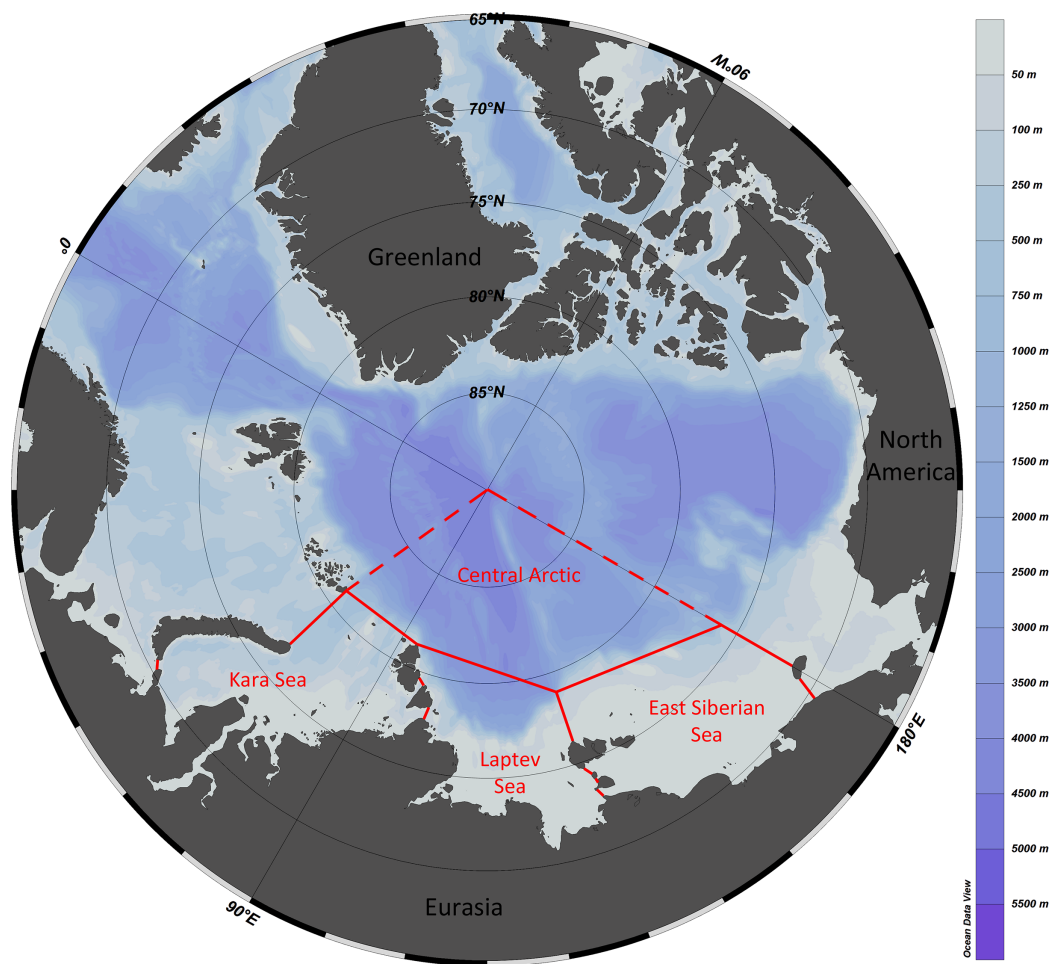 65°N
90°W
70°N
75°N
0°
Greenland
80°N
85°N
North
America
Central Arctic
Kara Sea
East Siberian
Sea
Laptev
Sea
180°E
90°E
Eurasia
50 m
100 m
250 m
500 m
750 m
1000 m
1250 m
1500 m
2000 m
2500 m
3000 m
3500 m
4000 m
4500 m
5000 m
5500 m
Ocean Data View